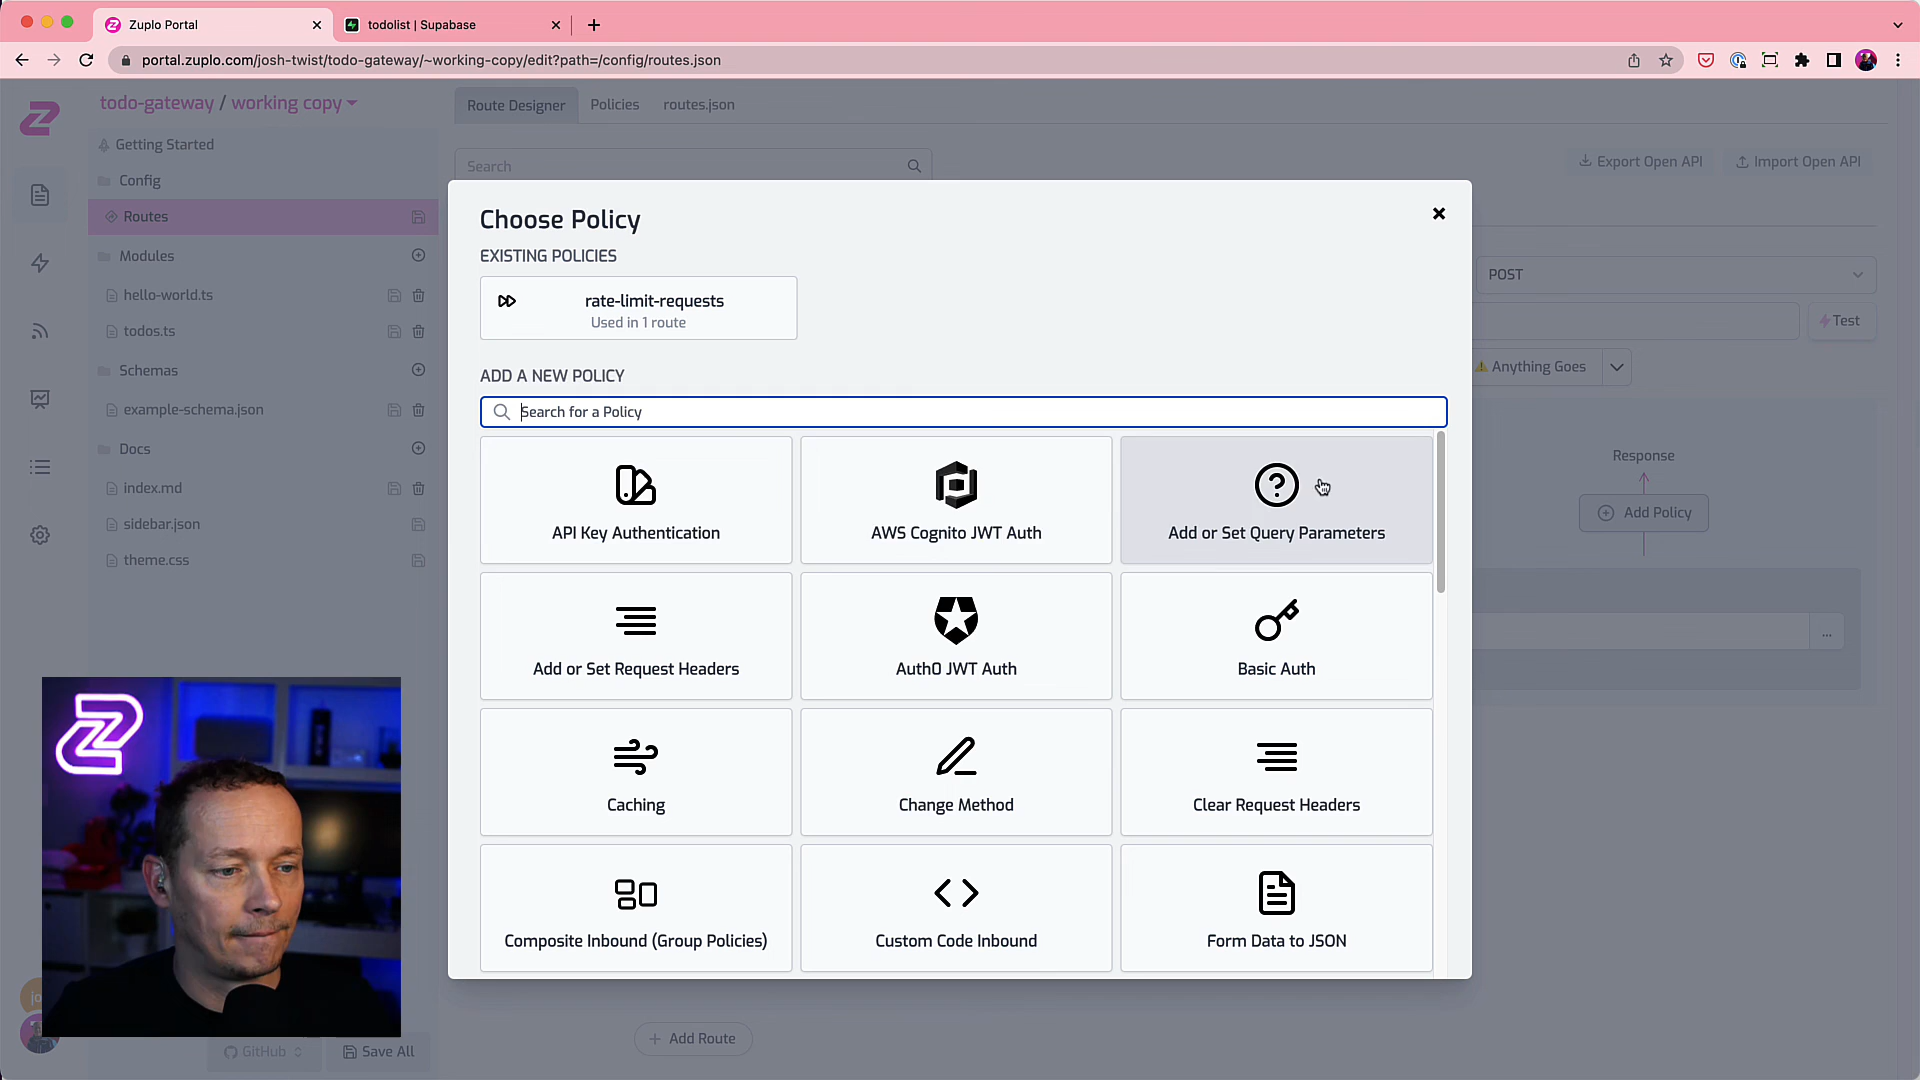 Zuplo Portal
todolist | Supabase
portal.zuplo.com/josh-twist/todo-gateway/~working-copy/edit?path=/config/routes.json
todo-gateway / working copy
Route Designer
Policies
routes.json
Getting Started
Search
Export Open API
Import Open API
Config
Routes
Modules
hello-world.ts
todos.ts
Schemas
example-schema.json
Docs
index.md
sidebar.json
theme.css
Choose Policy
EXISTING POLICIES
rate-limit-requests
Used in 1 route
ADD A NEW POLICY
Search for a Policy
API Key Authentication
AWS Cognito JWT Auth
Add or Set Query Parameters
Add or Set Request Headers
Auth0 JWT Auth
Basic Auth
Caching
Change Method
Clear Request Headers
Composite Inbound (Group Policies)
Custom Code Inbound
Form Data to JSON
POST
Test
Anything Goes
Response
Add Policy
...
Add Route
jo
GitHub
Save All